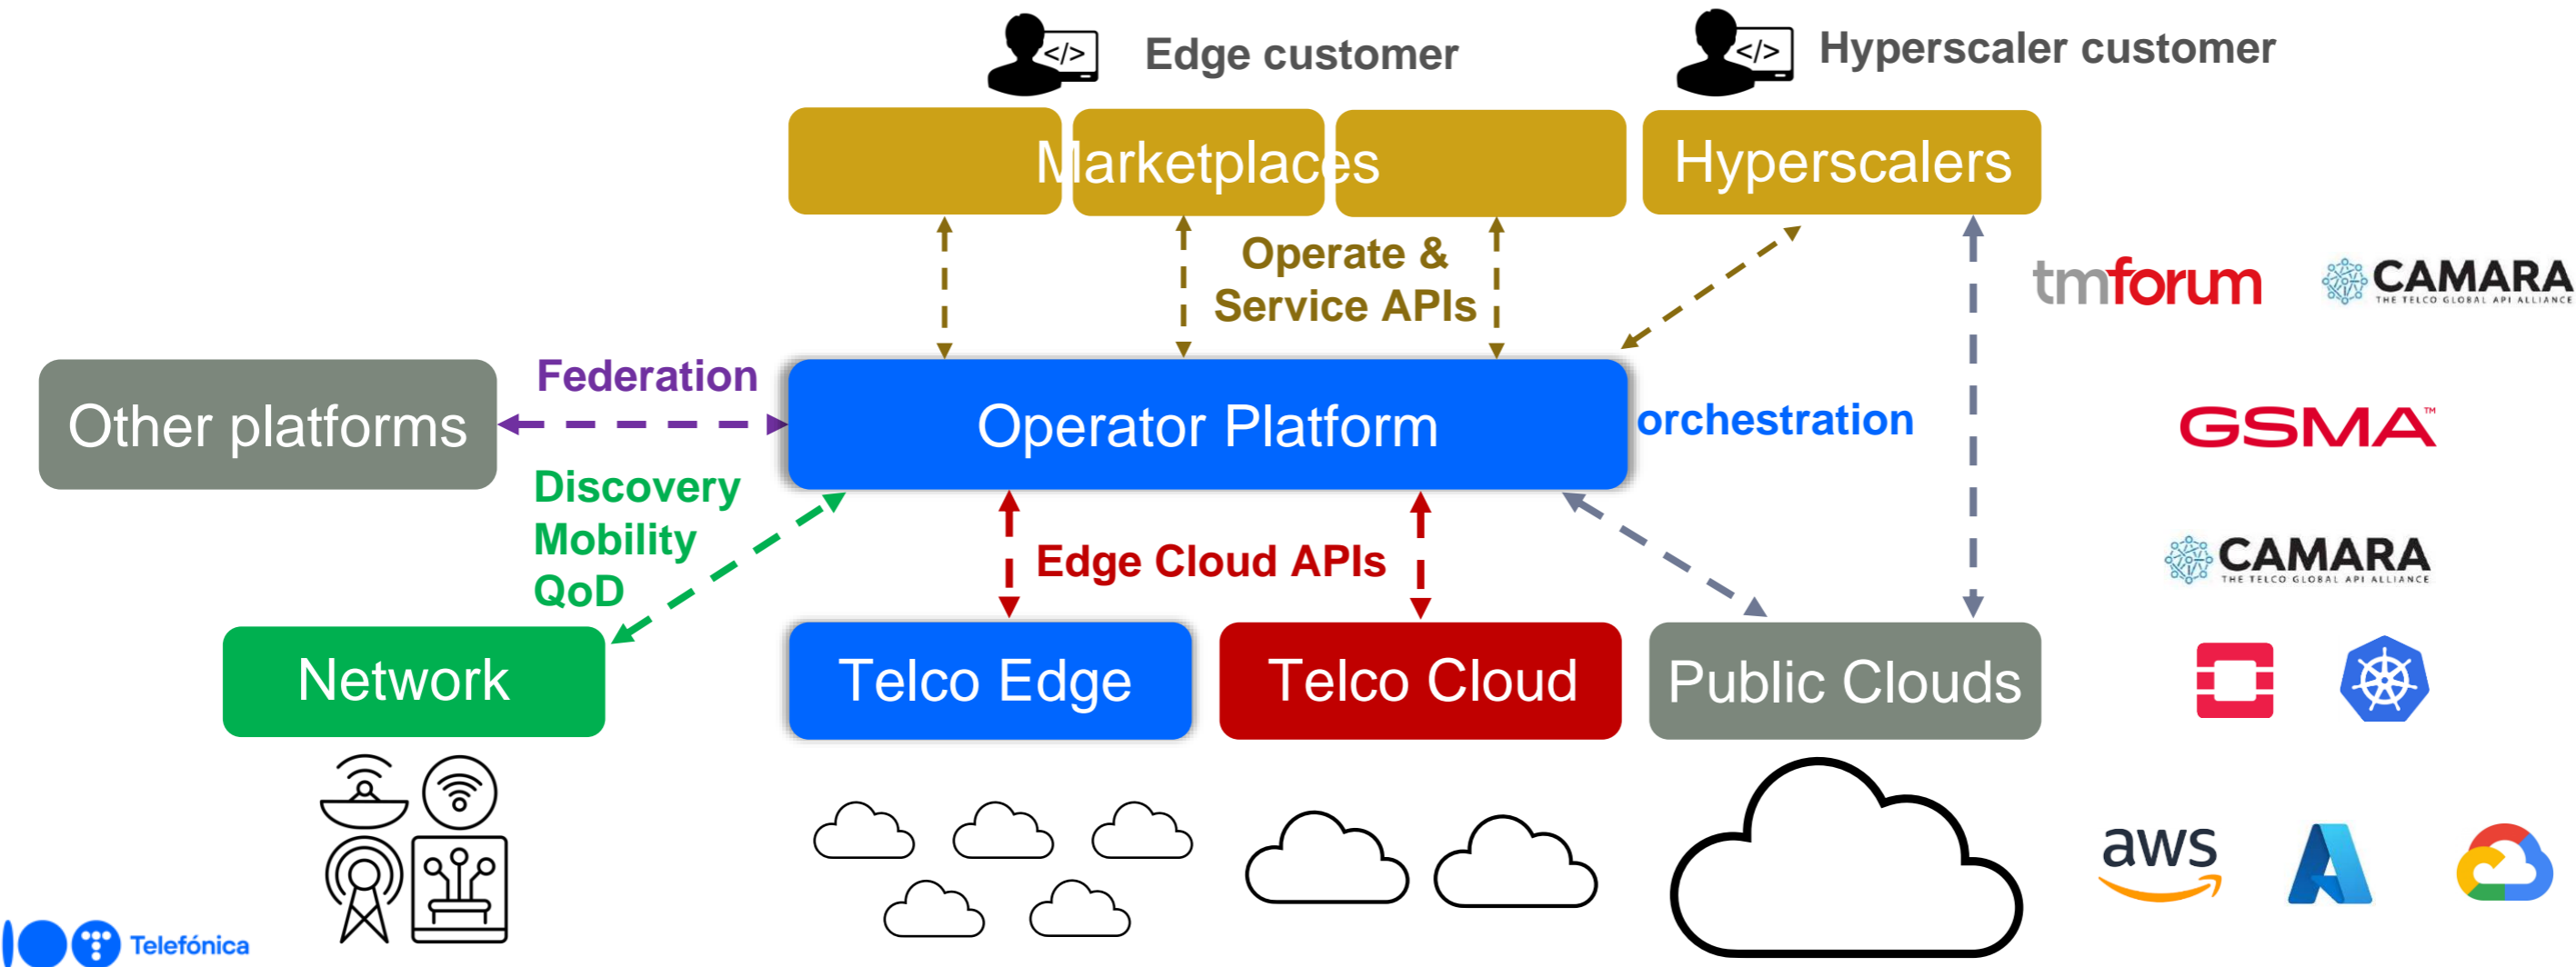 </> Edge customer
</> Hyperscaler customer
Marketplaces
Hyperscalers
Operate &
Service APIs
tmforum
CAMARA
THE TELCO GLOBAL API ALLIANCE
Other platforms
Federation
Operator Platform
orchestration
GSMA™
Discovery
Mobility
QoD
Edge Cloud APIs
CAMARA
THE TELCO GLOBAL API ALLIANCE
Network
Telco Edge
Telco Cloud
Public Clouds
aws
Telefónica